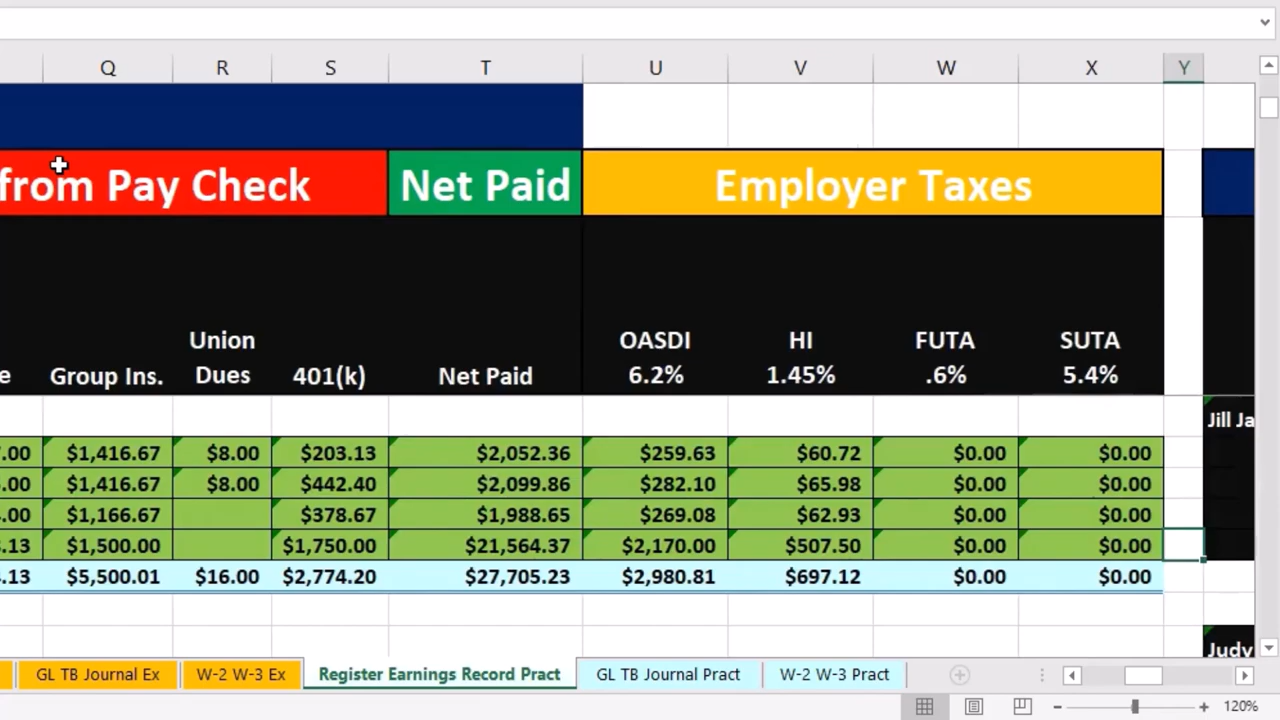 Q R S T U V W X Y
from Pay Check Net Paid Employer Taxes
Union OASDI HI FUTA SUTA
e Group Ins. Dues 401(k) Net Paid 6.2% 1.45% .6% 5.4%
Jill Ja
.00 $1,416.67 $8.00 $203.13 $2,052.36 $259.63 $60.72 $0.00 $0.00
.00 $1,416.67 $8.00 $442.40 $2,099.86 $282.10 $65.98 $0.00 $0.00
.00 $1,166.67 $378.67 $1,988.65 $269.08 $62.93 $0.00 $0.00
.13 $1,500.00 $1,750.00 $21,564.37 $2,170.00 $507.50 $0.00 $0.00
.13 $5,500.01 $16.00 $2,774.20 $27,705.23 $2,980.81 $697.12 $0.00 $0.00
Judy
GL TB Journal Ex W-2 W-3 Ex Register Earnings Record Pract GL TB Journal Pract W-2 W-3 Pract
120%